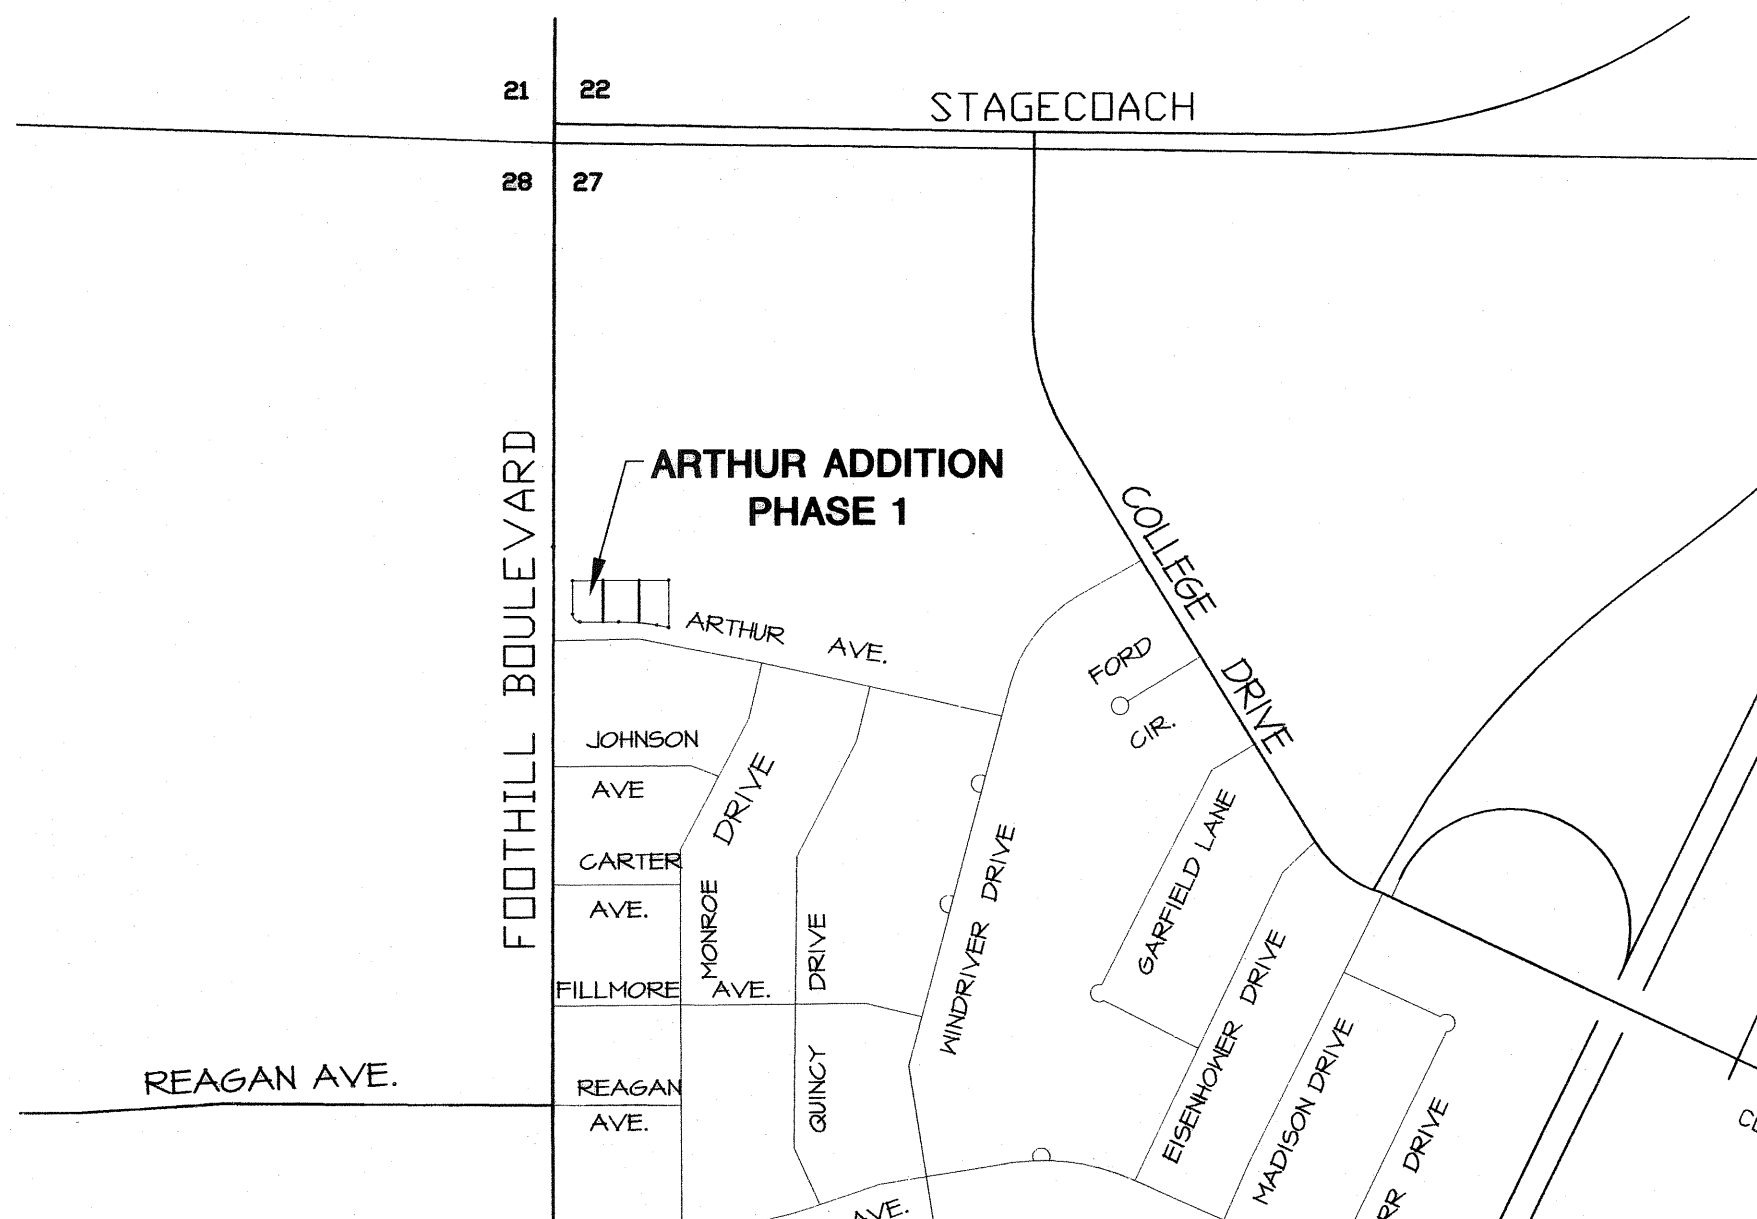 21 22
STAGECOACH
28 27
FOOTHILL BOULEVARD
ARTHUR ADDITION
PHASE 1
COLLEGE DRIVE
ARTHUR AVE.
FORD
CIR.
JOHNSON
AVE
DRIVE
MONROE
CARTER
AVE.
GARFIELD LANE
WINDRIVER DRIVE
QUINCY DRIVE
FILLMORE AVE.
EISENHOWER DRIVE
MADISON DRIVE
REAGAN AVE.
REAGAN
AVE.
RR DRIVE
AVE.